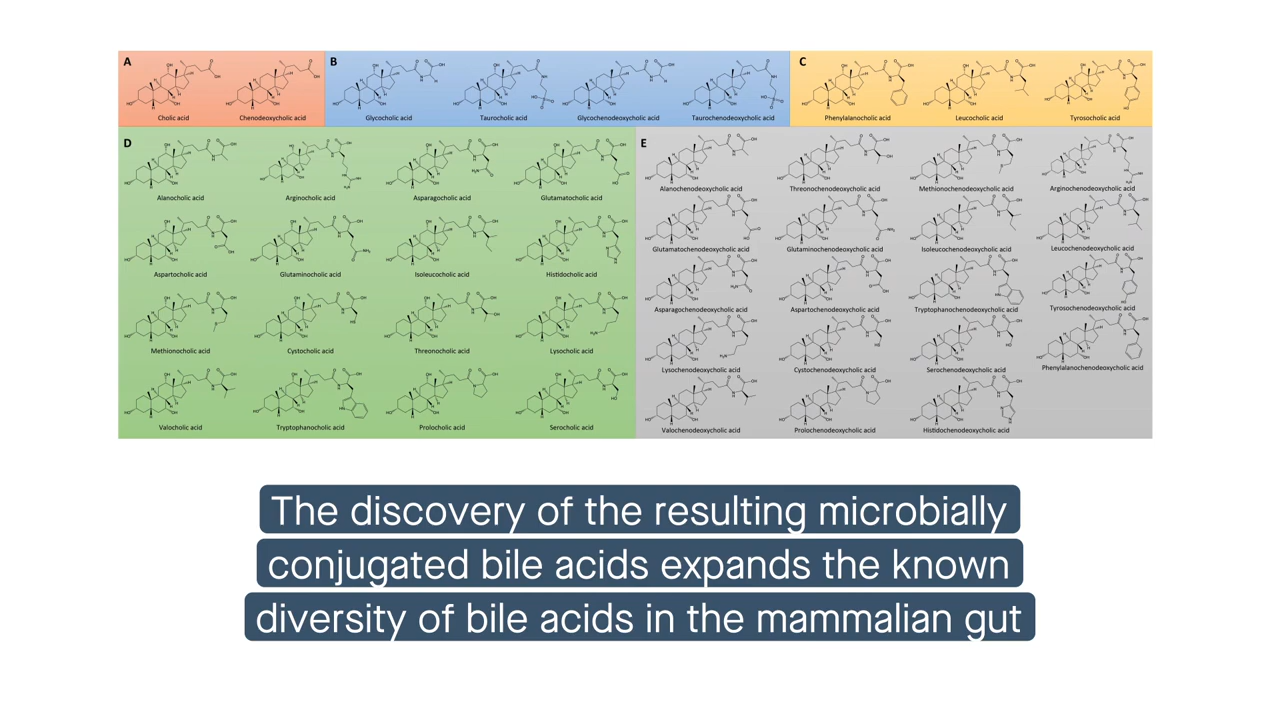 A
B
C
Cholic acid
Chenodeoxycholic acid
Glycocholic acid
Taurocholic acid
Glycochenodeoxycholic acid
Taurochenodeoxycholic acid
Phenylalanocholic acid
Leucocholic acid
Tyrosocholic acid
D
Alanocholic acid
Arginocholic acid
Asparagocholic acid
Glutamatocholic acid
Aspartocholic acid
Glutaminocholic acid
Isoleucocholic acid
Histidocholic acid
Methionocholic acid
Cystocholic acid
Threonocholic acid
Lysocholic acid
Valocholic acid
Tryptophanocholic acid
Prolocholic acid
Serocholic acid
E
Alanochenodeoxycholic acid
Threonochenodeoxycholic acid
Methionochenodeoxycholic acid
Arginochenodeoxycholic acid
Glutamatochenodeoxycholic acid
Glutaminochenodeoxycholic acid
Isoleucochenodeoxycholic acid
Leucochenodeoxycholic acid
Asparagochenodeoxycholic acid
Aspartochenodeoxycholic acid
Tryptophanochenodeoxycholic acid
Tyrosochenodeoxycholic acid
Lysochenodeoxycholic acid
Cystochenodeoxycholic acid
Serochenodeoxycholic acid
Phenylalanochenodeoxycholic acid
Valochenodeoxycholic acid
Prolochenodeoxycholic acid
Histidochenodeoxycholic acid
The discovery of the resulting microbially
conjugated bile acids expands the known
diversity of bile acids in the mammalian gut